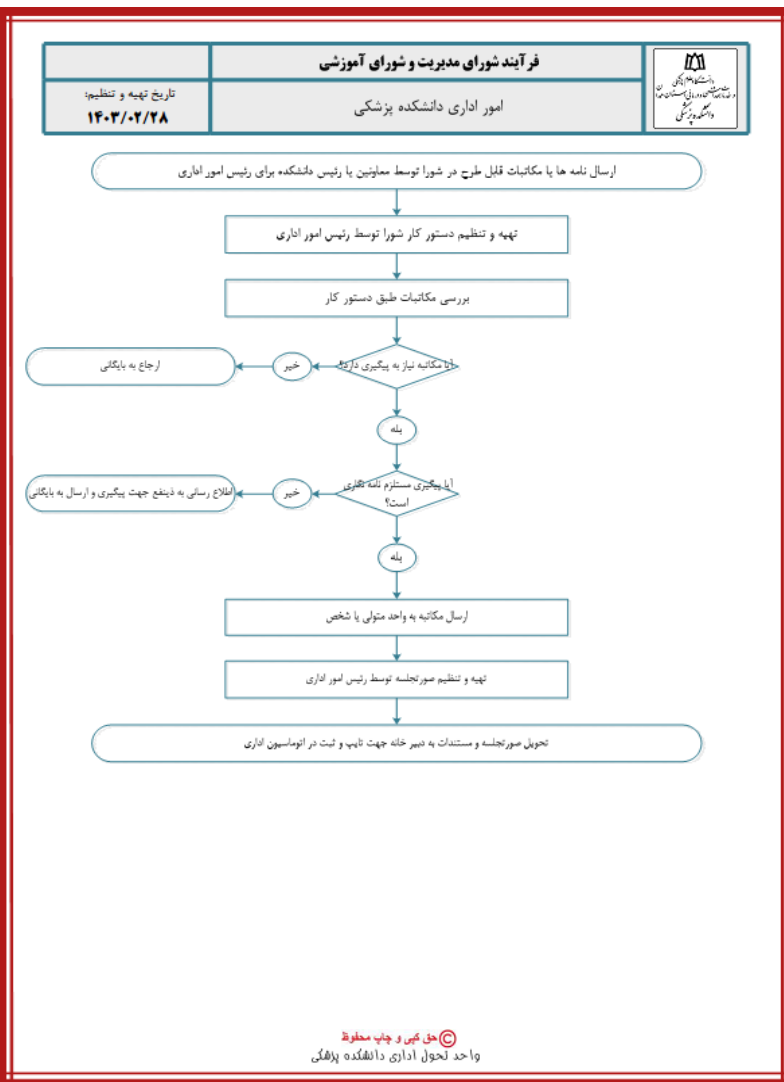 فرآیند شورای مدیریت و شورای آموزشی
امور اداری دانشکده پزشکی
تاریخ تهیه و تنظیم:
۱۴۰۳/۰۲/۲۸
دانشکده پزشکی
ارسال نامه ها یا مکاتبات قابل طرح در شورا توسط معاونین یا رئیس دانشکده برای رئیس امور اداری
تهیه و تنظیم دستور کار شورا توسط رئیس امور اداری
بررسی مکاتبات طبق دستور کار
آیا مکاتبه نیاز به پیگیری دارد؟
خیر
ارجاع به بایگانی
بله
آیا پیگیری مستلزم نامه نگاری
است؟
خیر
اطلاع رسانی به ذینفع جهت پیگیری و ارسال به بایگانی
بله
ارسال مکاتبه به واحد متولی یا شخص
تهیه و تنظیم صورتجلسه توسط رئیس امور اداری
تحویل صورتجلسه و مستندات به دبیر خانه جهت تایپ و ثبت در اتوماسیون اداری
©حق کپی و چاپ محفوظ
واحد تحول اداری دانشکده پزشکی